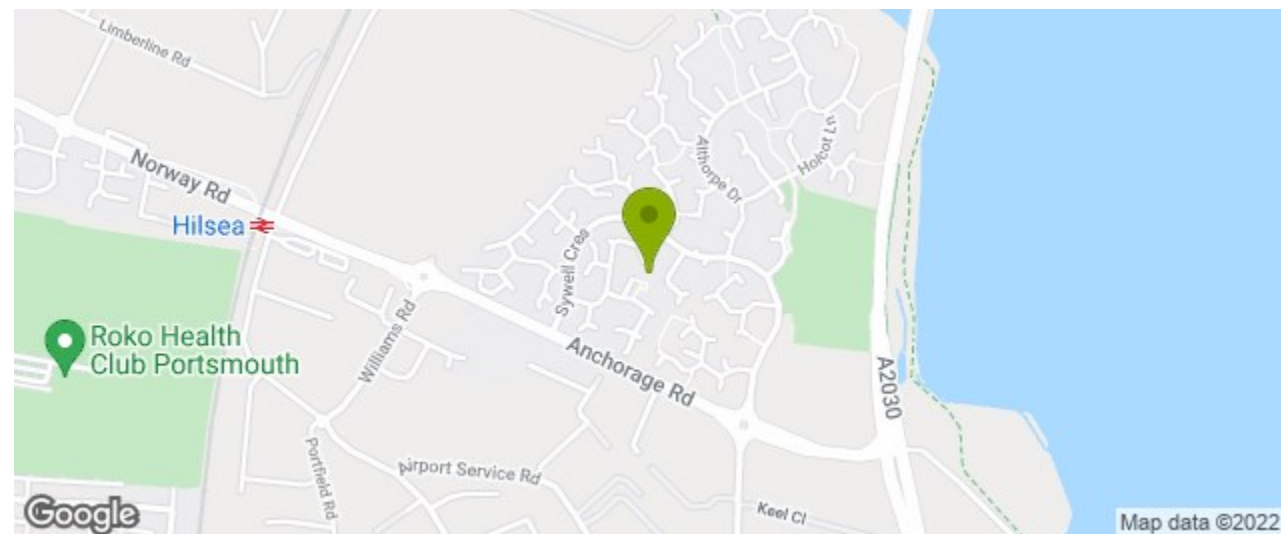 Limberline Rd
Norway Rd
Hilsea
Althorpe Dr
Holcot Ln
Sywell Cres
Roko Health
Club Portsmouth
Williams Rd
Anchorage Rd
A2030
Portfield Rd
Airport Service Rd
Keel Cl
Google
Map data ©2022